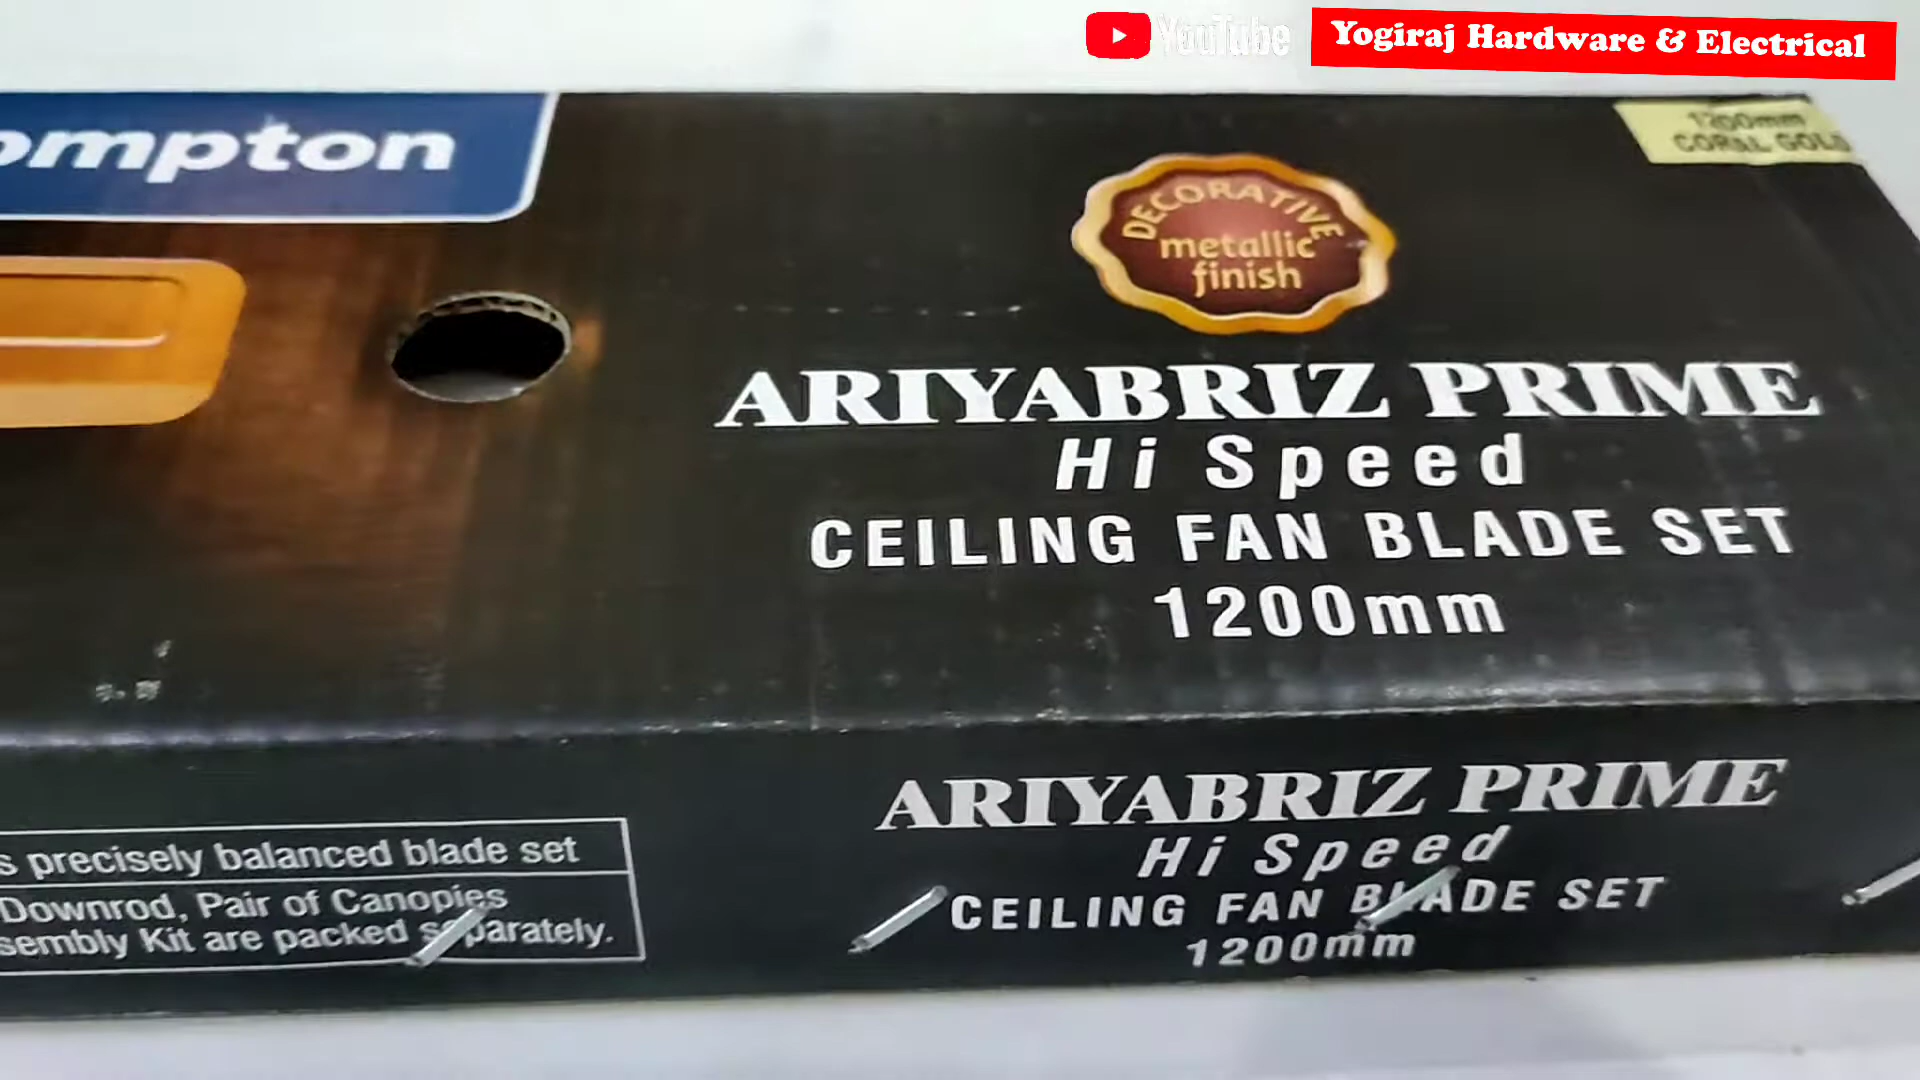 YouTube
Yogiraj Hardware & Electrical
ompton
1200mm
CORAL GOLD
DECORATIVE
metallic
finish
ARIYABRIZ PRIME
Hi Speed
CEILING FAN BLADE SET
1200mm
ARIYABRIZ PRIME
Hi Speed
CEILING FAN BLADE SET
1200mm
s precisely balanced blade set
Downrod, Pair of Canopies
sembly Kit are packed separately.